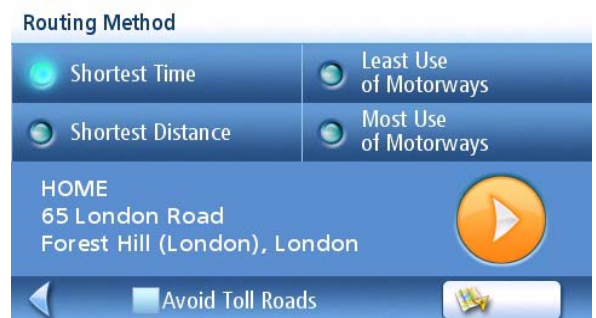 Routing Method
Shortest Time
Least Use
of Motorways
Shortest Distance
Most Use
of Motorways
HOME
65 London Road
Forest Hill (London), London
Avoid Toll Roads